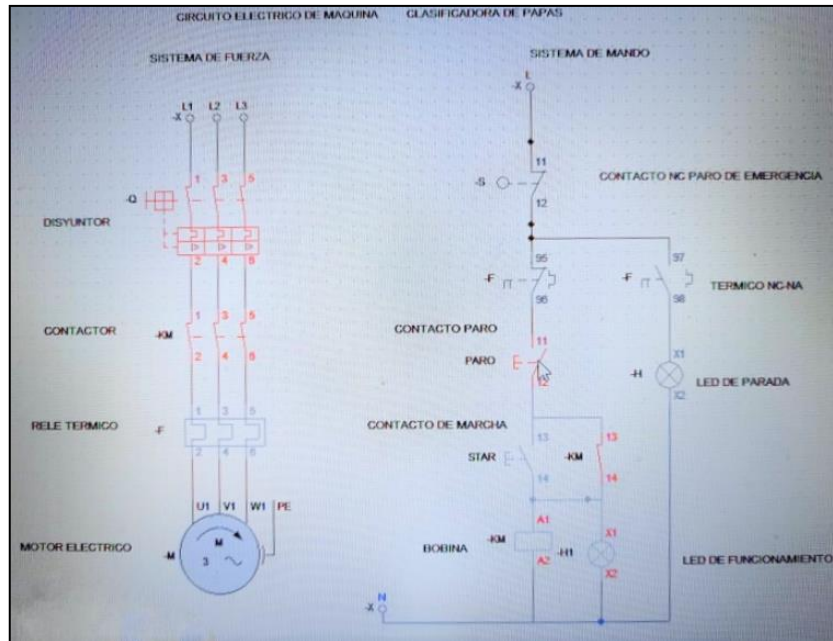 CIRCUITO ELECTRICO DE MAQUINA CLASIFICADORA DE PAPAS
SISTEMA DE FUERZA
SISTEMA DE MANDO
L
-X
L1 L2 L3
-X
11
-S
CONTACTO NC PARO DE EMERGENCIA
12
1 3 5
-Q
DISYUNTOR
2 4 6
95 97
-F -F
TERMICO NC-NA
96 98
1 3 5
CONTACTOR -KM
2 4 6
CONTACTO PARO
11
PARO
12
X1
-H
LED DE PARADA
X2
1 3 5
RELE TERMICO -F
2 4 6
CONTACTO DE MARCHA
13 13
STAR -KM
14 14
U1 V1 W1 PE
MOTOR ELECTRICO -M
M
3
A1 X1
BOBINA -KM -H1
A2 X2
LED DE FUNCIONAMIENTO
N
-X